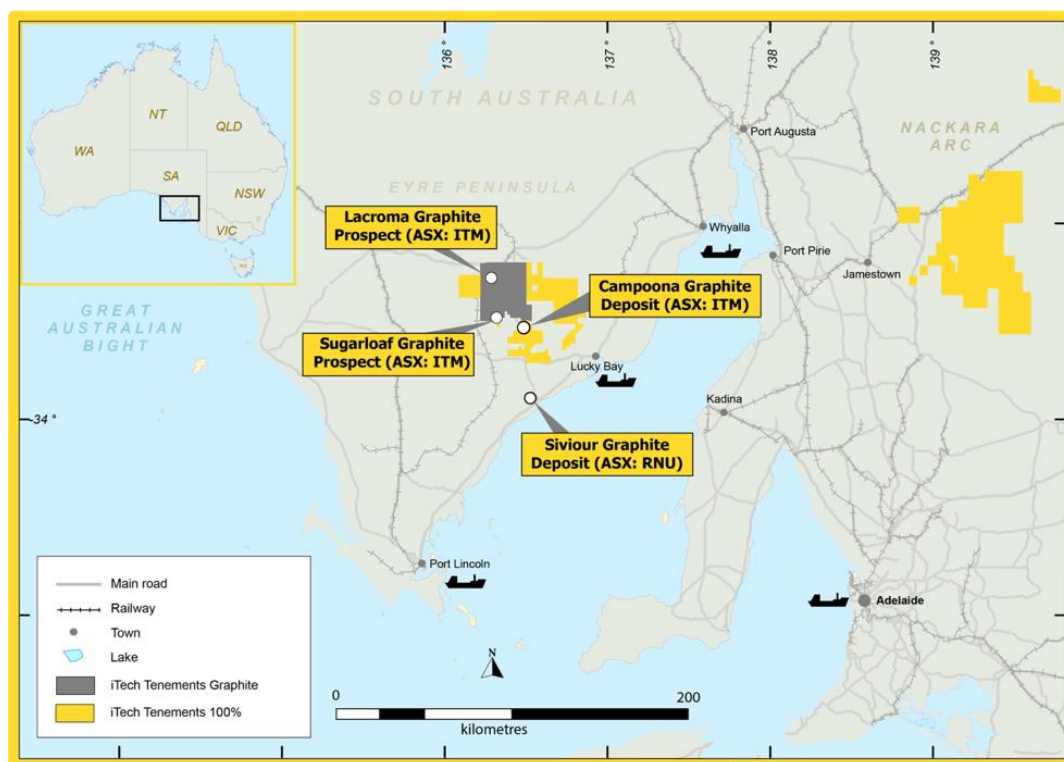 136 °
137 °
138 °
139 °
NT
QLD
WA
SA
NSW
VIC
SOUTH AUSTRALIA
Port Augusta
NACKARA
ARC
EYRE PENINSULA
Lacroma Graphite
Prospect (ASX: ITM)
Whyalla
Port Pirie
Jamestown
Campoona Graphite
Deposit (ASX: ITM)
GREAT
AUSTRALIAN
BIGHT
Sugarloaf Graphite
Prospect (ASX: ITM)
Lucky Bay
Kadina
-34 °
Siviour Graphite
Deposit (ASX: RNU)
Port Lincoln
Adelaide
Main road
Railway
Town
Lake
iTech Tenements Graphite
iTech Tenements 100%
N
0
200
kilometres